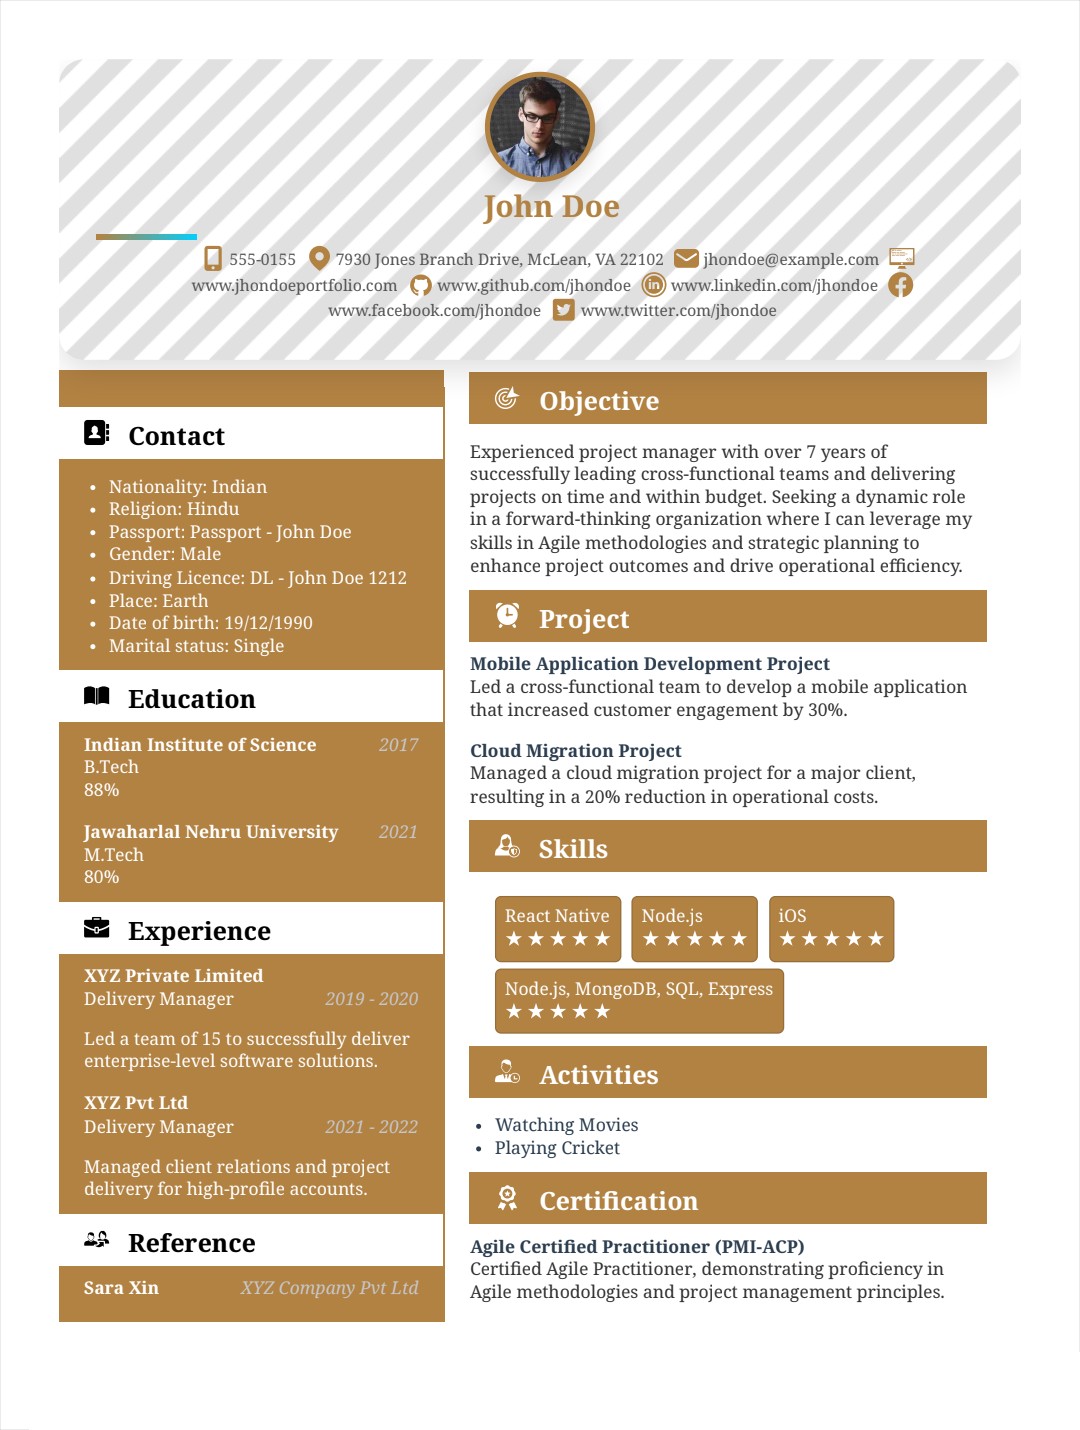 John Doe
555-0155 7930 Jones Branch Drive, McLean, VA 22102 jhondoe@example.com
www.jhondoeportfolio.com www.github.com/jhondoe www.linkedin.com/jhondoe
www.facebook.com/jhondoe www.twitter.com/jhondoe
Contact
• Nationality: Indian
• Religion: Hindu
• Passport: Passport - John Doe
• Gender: Male
• Driving Licence: DL - John Doe 1212
• Place: Earth
• Date of birth: 19/12/1990
• Marital status: Single
Education
Indian Institute of Science 2017
B.Tech
88%
Jawaharlal Nehru University 2021
M.Tech
80%
Experience
XYZ Private Limited
Delivery Manager 2019 - 2020
Led a team of 15 to successfully deliver
enterprise-level software solutions.
XYZ Pvt Ltd
Delivery Manager 2021 - 2022
Managed client relations and project
delivery for high-profile accounts.
Reference
Sara Xin XYZ Company Pvt Ltd
Objective
Experienced project manager with over 7 years of
successfully leading cross-functional teams and delivering
projects on time and within budget. Seeking a dynamic role
in a forward-thinking organization where I can leverage my
skills in Agile methodologies and strategic planning to
enhance project outcomes and drive operational efficiency.
Project
Mobile Application Development Project
Led a cross-functional team to develop a mobile application
that increased customer engagement by 30%.
Cloud Migration Project
Managed a cloud migration project for a major client,
resulting in a 20% reduction in operational costs.
Skills
React Native Node.js iOS
★★★★★ ★★★★★ ★★★★★
Node.js, MongoDB, SQL, Express
★★★★★
Activities
• Watching Movies
• Playing Cricket
Certification
Agile Certified Practitioner (PMI-ACP)
Certified Agile Practitioner, demonstrating proficiency in
Agile methodologies and project management principles.